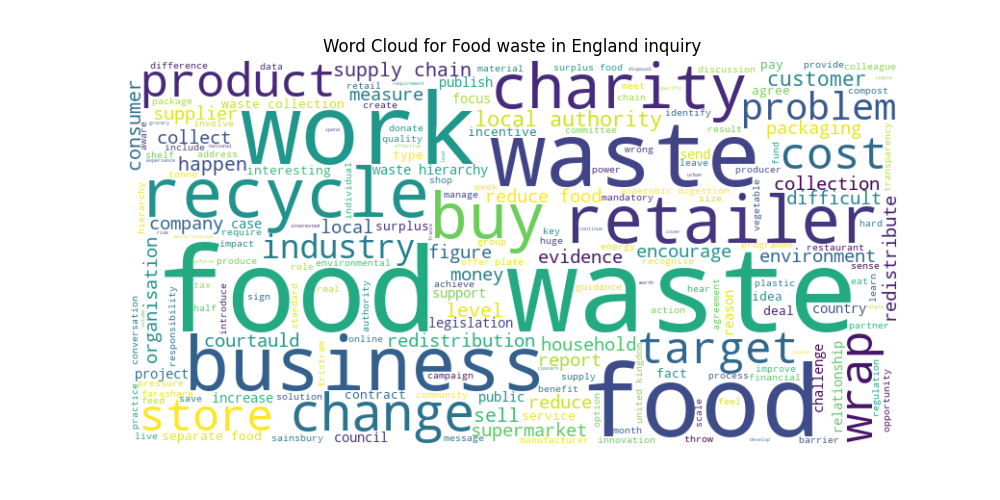 Word Cloud for Food waste in England inquiry
difference data
product supply chain material surplus food discussion pay provide colleague
charity customer
consumer package retail requirement publish meet agree compost
measure focus chain problem
supplier waste collection create local authority identify packaging
work incentive committee result
aware involve donate quality type waste cost transparency
collect shelf include national spend wrong send fund
happen address interesting waste hierarchy leave producer collection
experience tonne individual shop power urban
hierarchy recycle manage week reduce food anaerobic digestion mandatory size vegetable difficult
buy retailer redistribute
company case local surplus key hard
organisation impact industry figure group huge evidence energy encourage programme restaurant environment
produce role environmental offer plate recognise sense
food waste
tax money achieve guidance hear plastic eat learn
half introduce sign standard real authority support action agreement reason idea
conversation responsibility level deal country
legislation partner
courtauld online redistribution household target
business report fact process improve relationship challenge wrap
project campaign supply financial regulation opportunity
practice pressure fareshare feed save solution tristram community benefit food united kingdom
increase contract public reduce option scale feel
store change sell service
sainsbury supermarket month
live separate food council message manufacturer innovation throw develop barrier